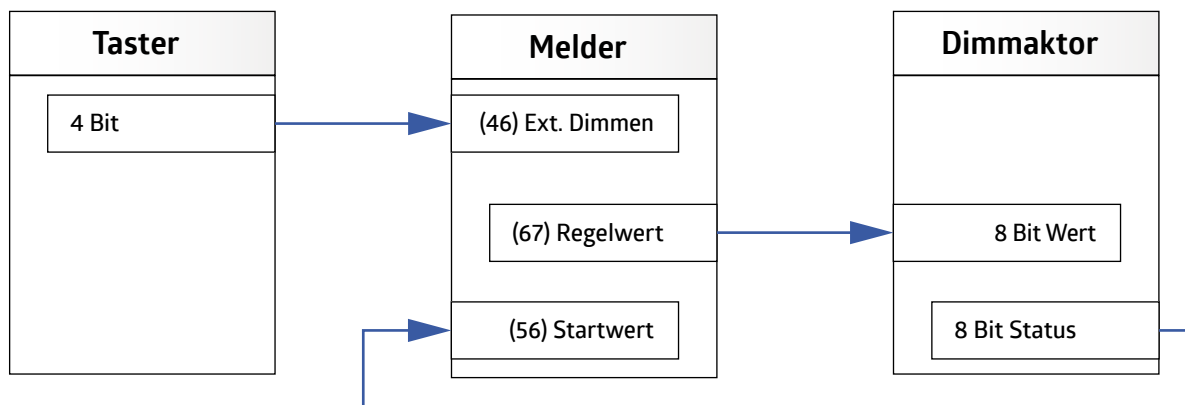 Taster
Melder
Dimmaktor
4 Bit
(46) Ext. Dimmen
(67) Regelwert
8 Bit Wert
(56) Startwert
8 Bit Status